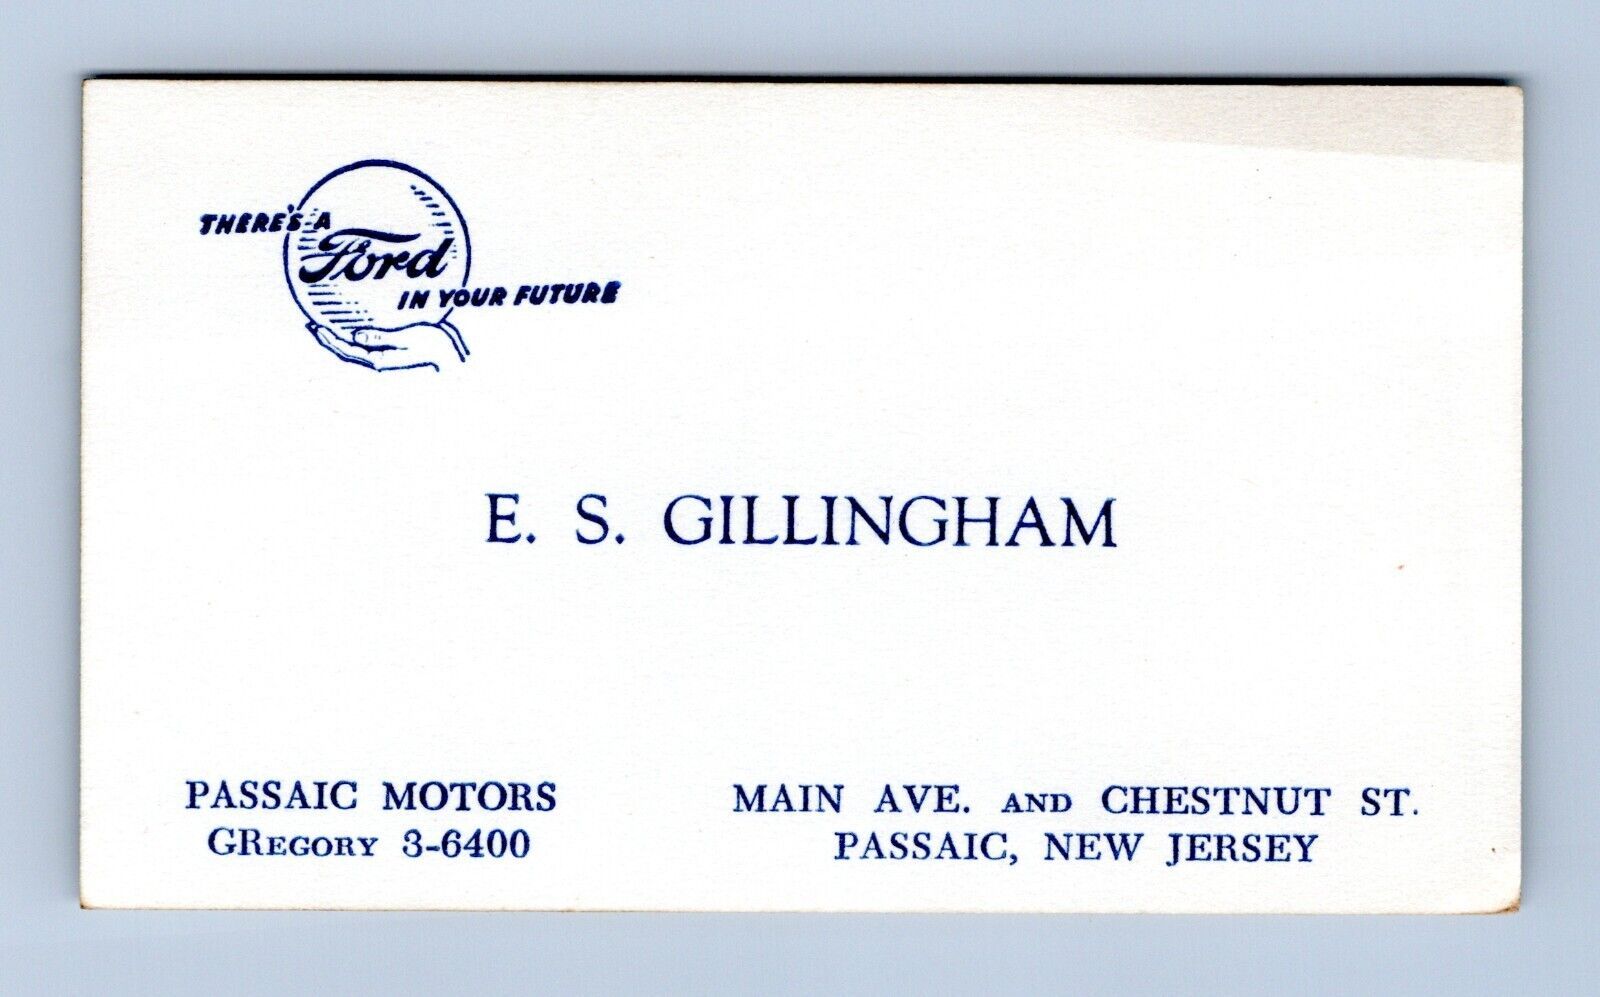 THERE'S A
Ford
IN YOUR FUTURE
E. S. GILLINGHAM
PASSAIC MOTORS
GREGORY 3-6400
MAIN AVE. AND CHESTNUT ST.
PASSAIC, NEW JERSEY